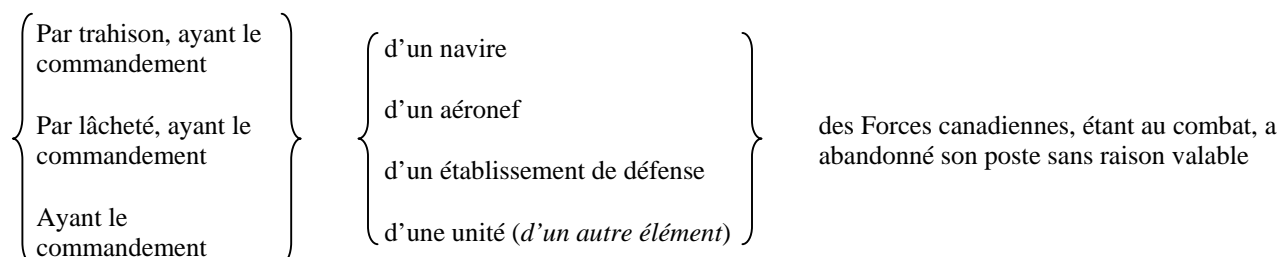 Par trahison, ayant le
commandement
Par lâcheté, ayant le
commandement
Ayant le
commandement
d’un navire
d’un aéronef
d’un établissement de défense
d’une unité (d’un autre élément)
des Forces canadiennes, étant au combat, a
abandonné son poste sans raison valable